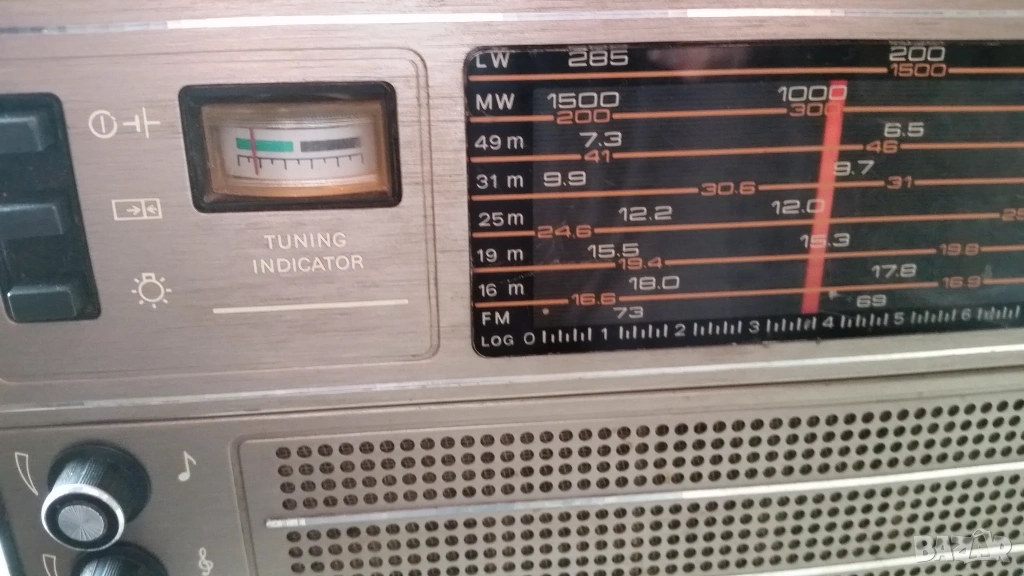 TUNING
INDICATOR
LW 285 200
1500
MW 1500 1000
200 300
49 m 7.3 6.5
41 46
31 m 9.9 9.7
30.6 31
25 m 12.2 12.0
24.6
19 m 15.5 15.3
19.4 19.8
16 m 18.0 17.8
16.6 16.9
FM 73 69
LOG 0 1 2 3 4 5 6
BAZAR